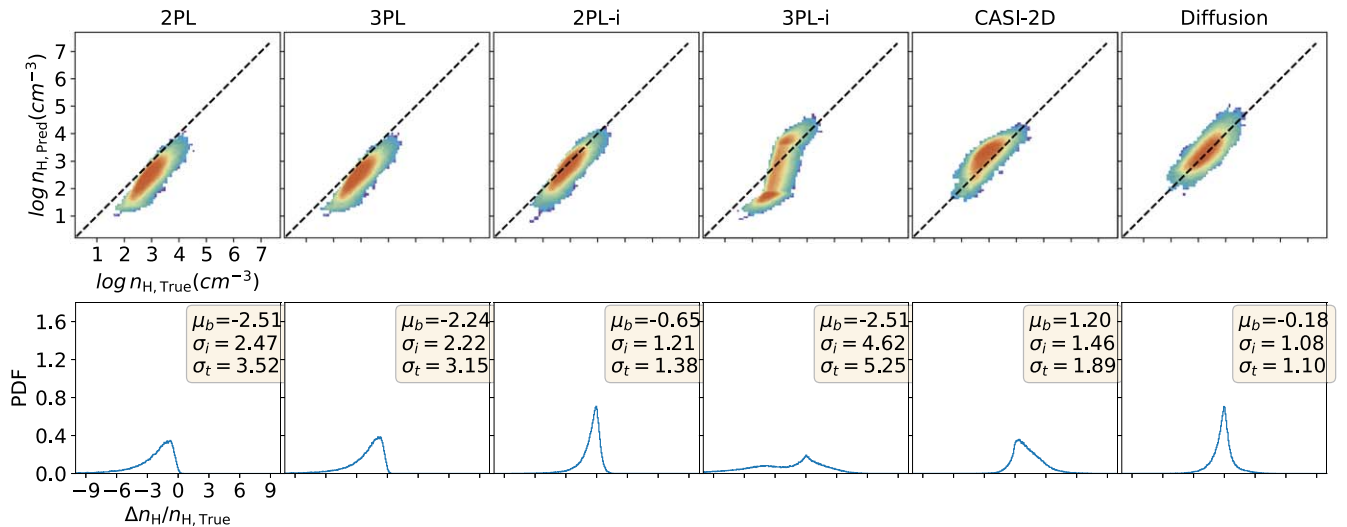 2PL 3PL 2PL-i 3PL-i CASI-2D Diffusion
log n_{H, Pred}(cm^{-3})
7
6
5
4
3
2
1
1 2 3 4 5 6 7
log n_{H, True}(cm^{-3})
PDF
1.6
1.2
0.8
0.4
0.0
μ_b=-2.51
σ_i = 2.47
σ_t = 3.52
μ_b=-2.24
σ_i = 2.22
σ_t = 3.15
μ_b=-0.65
σ_i = 1.21
σ_t = 1.38
μ_b=-2.51
σ_i = 4.62
σ_t = 5.25
μ_b=1.20
σ_i = 1.46
σ_t = 1.89
μ_b=-0.18
σ_i = 1.08
σ_t = 1.10
−9 −6 −3 0 3 6 9
Δn_H/n_{H, True}